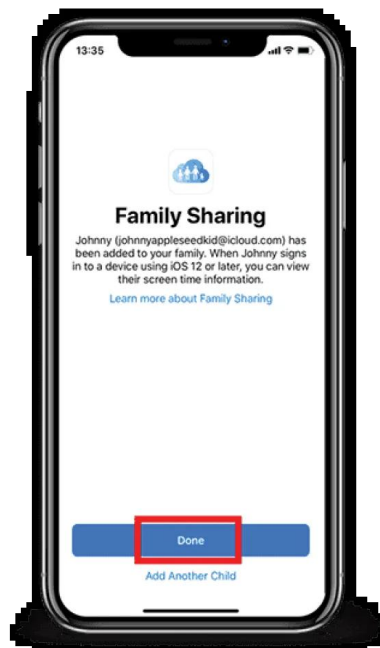 13:35
Family Sharing
Johnny (johnnyappleseedkid@icloud.com) has
been added to your family. When Johnny signs
in to a device using iOS 12 or later, you can view
their screen time information.
Learn more about Family Sharing
Done
Add Another Child